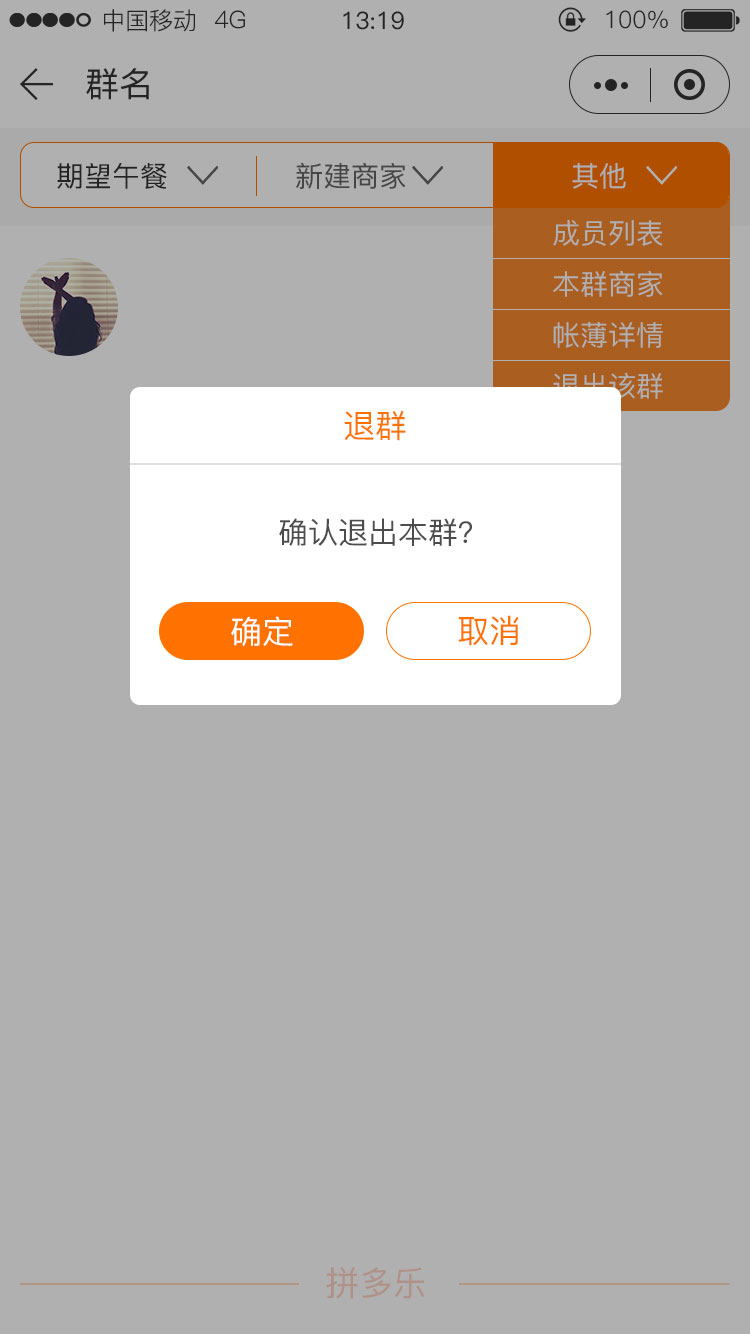 中国移动 4G 13:19 100%
群名
期望午餐 新建商家 其他
成员列表
本群商家
帐薄详情
退出该群
退群
确认退出本群?
确定 取消
拼多乐